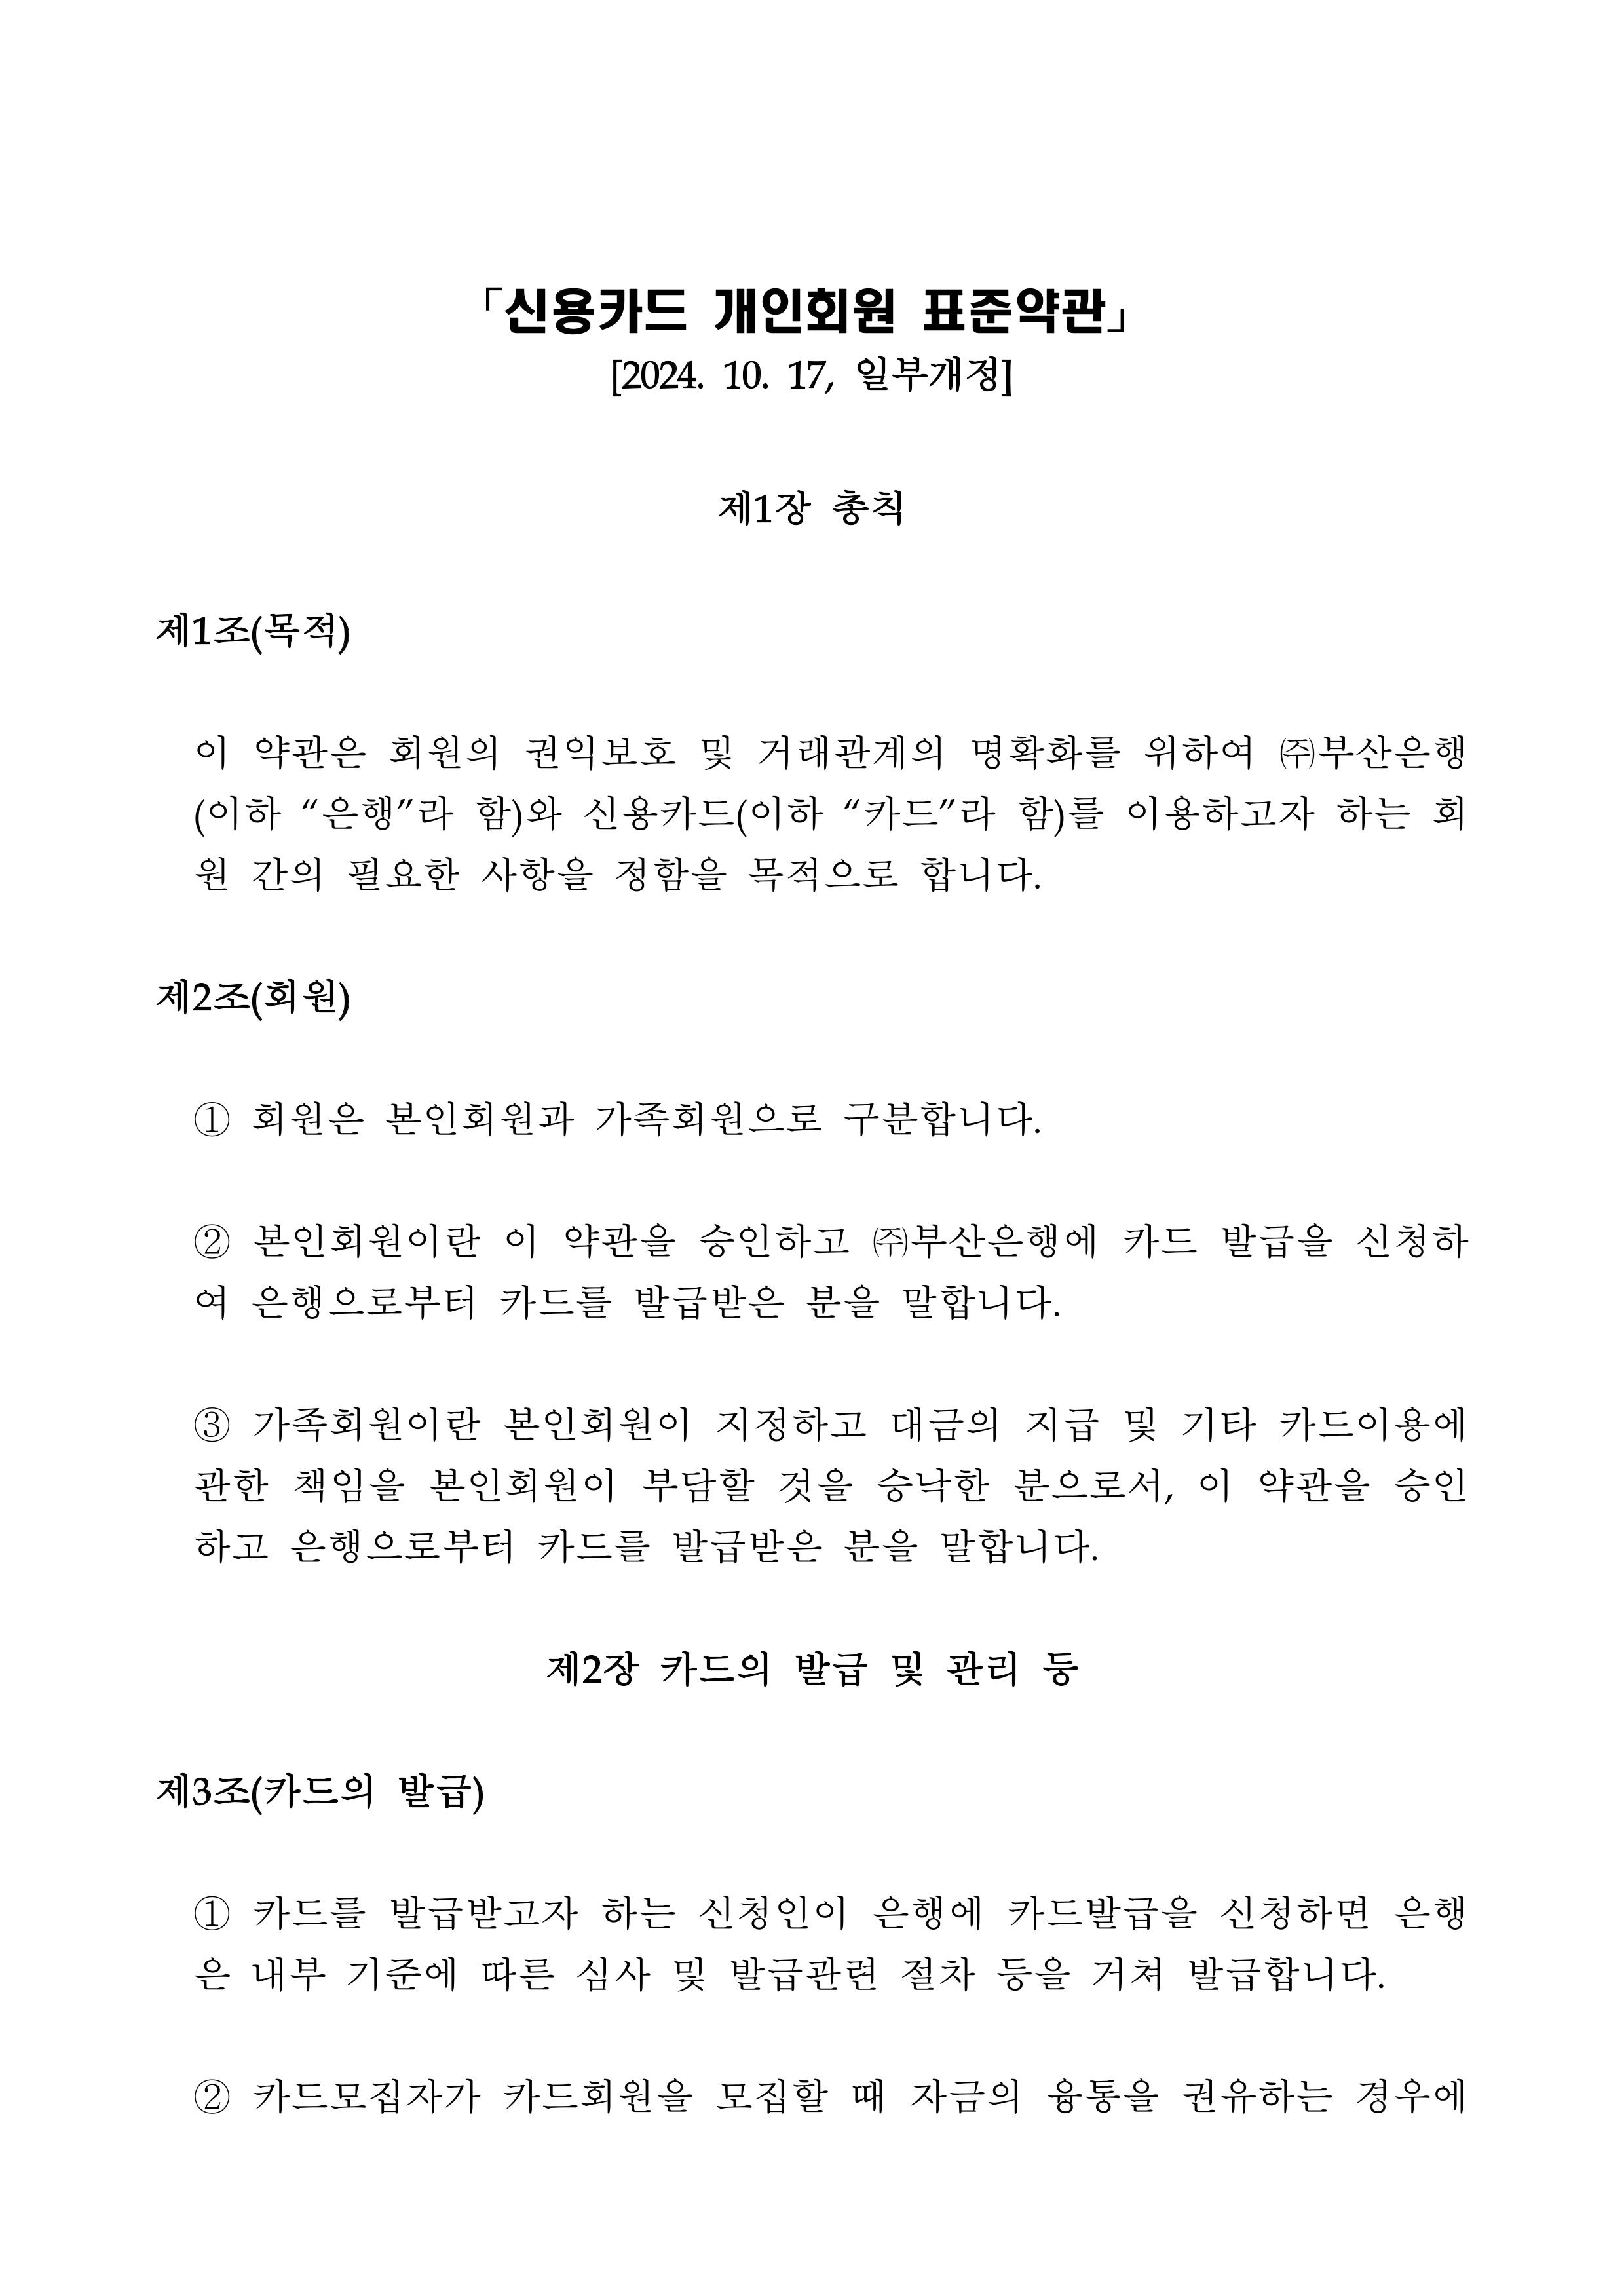 「신용카드 개인회원 표준약관」
[2024. 10. 17, 일부개정]
제1장 총칙
제1조(목적)
이 약관은 회원의 권익보호 및 거래관계의 명확화를 위하여 ㈜부산은행
(이하 “은행”라 함)와 신용카드(이하 “카드”라 함)를 이용하고자 하는 회
원 간의 필요한 사항을 정함을 목적으로 합니다.
제2조(회원)
① 회원은 본인회원과 가족회원으로 구분합니다.
② 본인회원이란 이 약관을 승인하고 ㈜부산은행에 카드 발급을 신청하
여 은행으로부터 카드를 발급받은 분을 말합니다.
③ 가족회원이란 본인회원이 지정하고 대금의 지급 및 기타 카드이용에
관한 책임을 본인회원이 부담할 것을 승낙한 분으로서, 이 약관을 승인
하고 은행으로부터 카드를 발급받은 분을 말합니다.
제2장 카드의 발급 및 관리 등
제3조(카드의 발급)
① 카드를 발급받고자 하는 신청인이 은행에 카드발급을 신청하면 은행
은 내부 기준에 따른 심사 및 발급관련 절차 등을 거쳐 발급합니다.
② 카드모집자가 카드회원을 모집할 때 자금의 융통을 권유하는 경우에